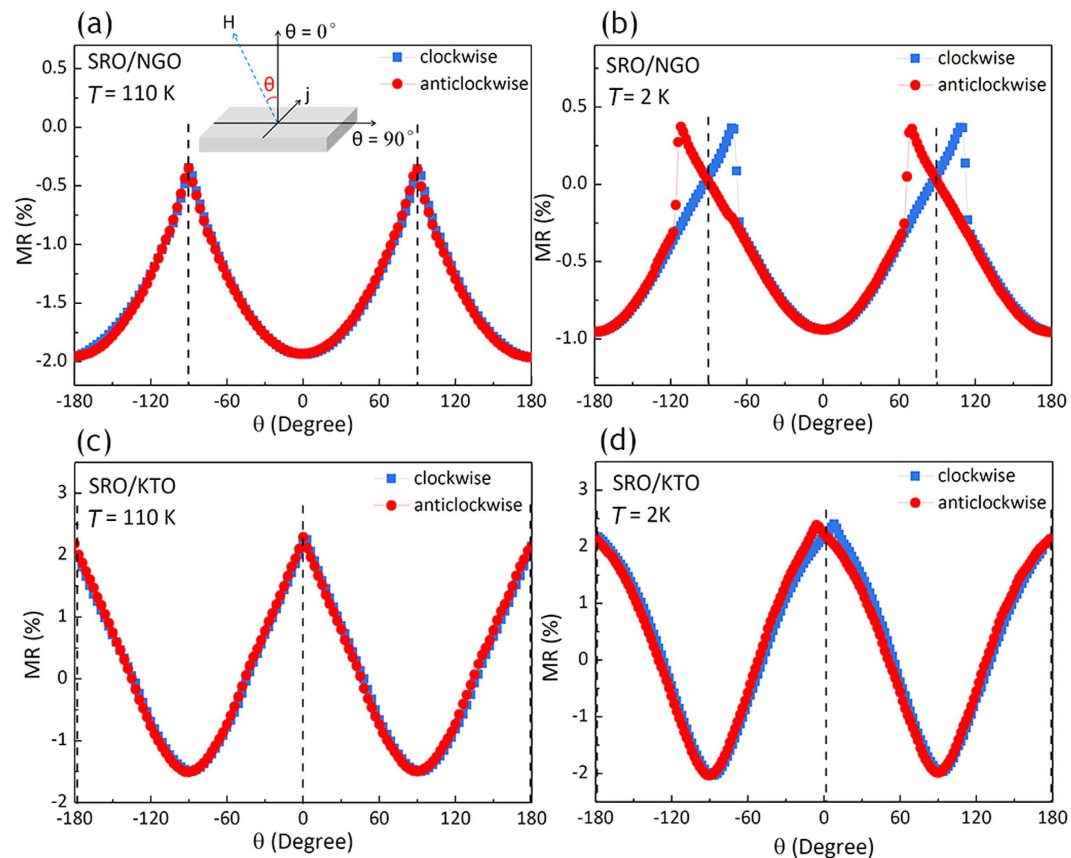 (a)
H
θ = 0°
SRO/NGO
T = 110 K
clockwise
anticlockwise
θ
j
θ = 90°
0.5
0.0
-0.5
-1.0
-1.5
-2.0
MR (%)
-180 -120 -60 0 60 120 180
θ (Degree)
(b)
SRO/NGO
T = 2 K
clockwise
anticlockwise
0.5
0.0
-0.5
-1.0
MR (%)
-180 -120 -60 0 60 120 180
θ (Degree)
(c)
SRO/KTO
T = 110 K
clockwise
anticlockwise
3
2
1
0
-1
-2
MR (%)
-180 -120 -60 0 60 120 180
θ (Degree)
(d)
SRO/KTO
T = 2K
clockwise
anticlockwise
3
2
1
0
-1
-2
MR (%)
-180 -120 -60 0 60 120 180
θ (Degree)